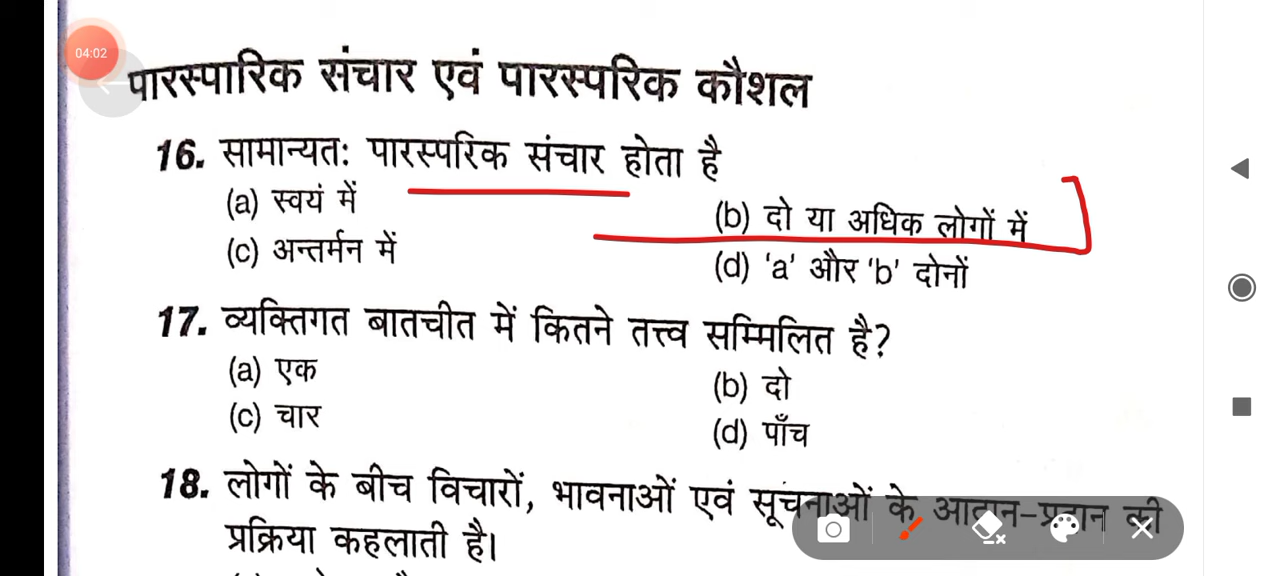 04:02
पारस्पारिक संचार एवं पारस्परिक कौशल
16. सामान्यतः पारस्परिक संचार होता है
(a) स्वयं में
(b) दो या अधिक लोगों में
(c) अन्तर्मन में
(d) 'a' और 'b' दोनों
17. व्यक्तिगत बातचीत में कितने तत्त्व सम्मिलित है?
(a) एक
(b) दो
(c) चार
(d) पाँच
18. लोगों के बीच विचारों, भावनाओं एवं सूचनाओं के आदान-प्रदान की
प्रक्रिया कहलाती है।